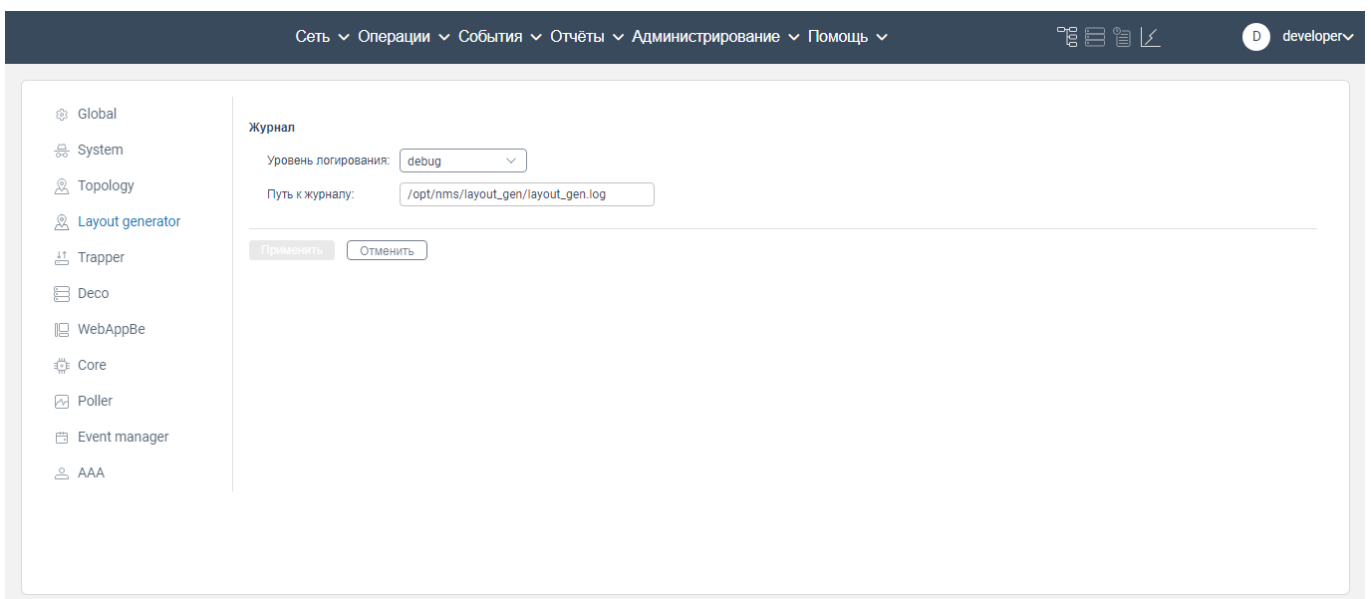 Сеть Операции События Отчёты Администрирование Помощь D developer
Global
System
Topology
Layout generator
Trapper
Deco
WebAppBe
Core
Poller
Event manager
AAA
Журнал
Уровень логирования: debug
Путь к журналу: /opt/nms/layout_gen/layout_gen.log
Применить Отменить